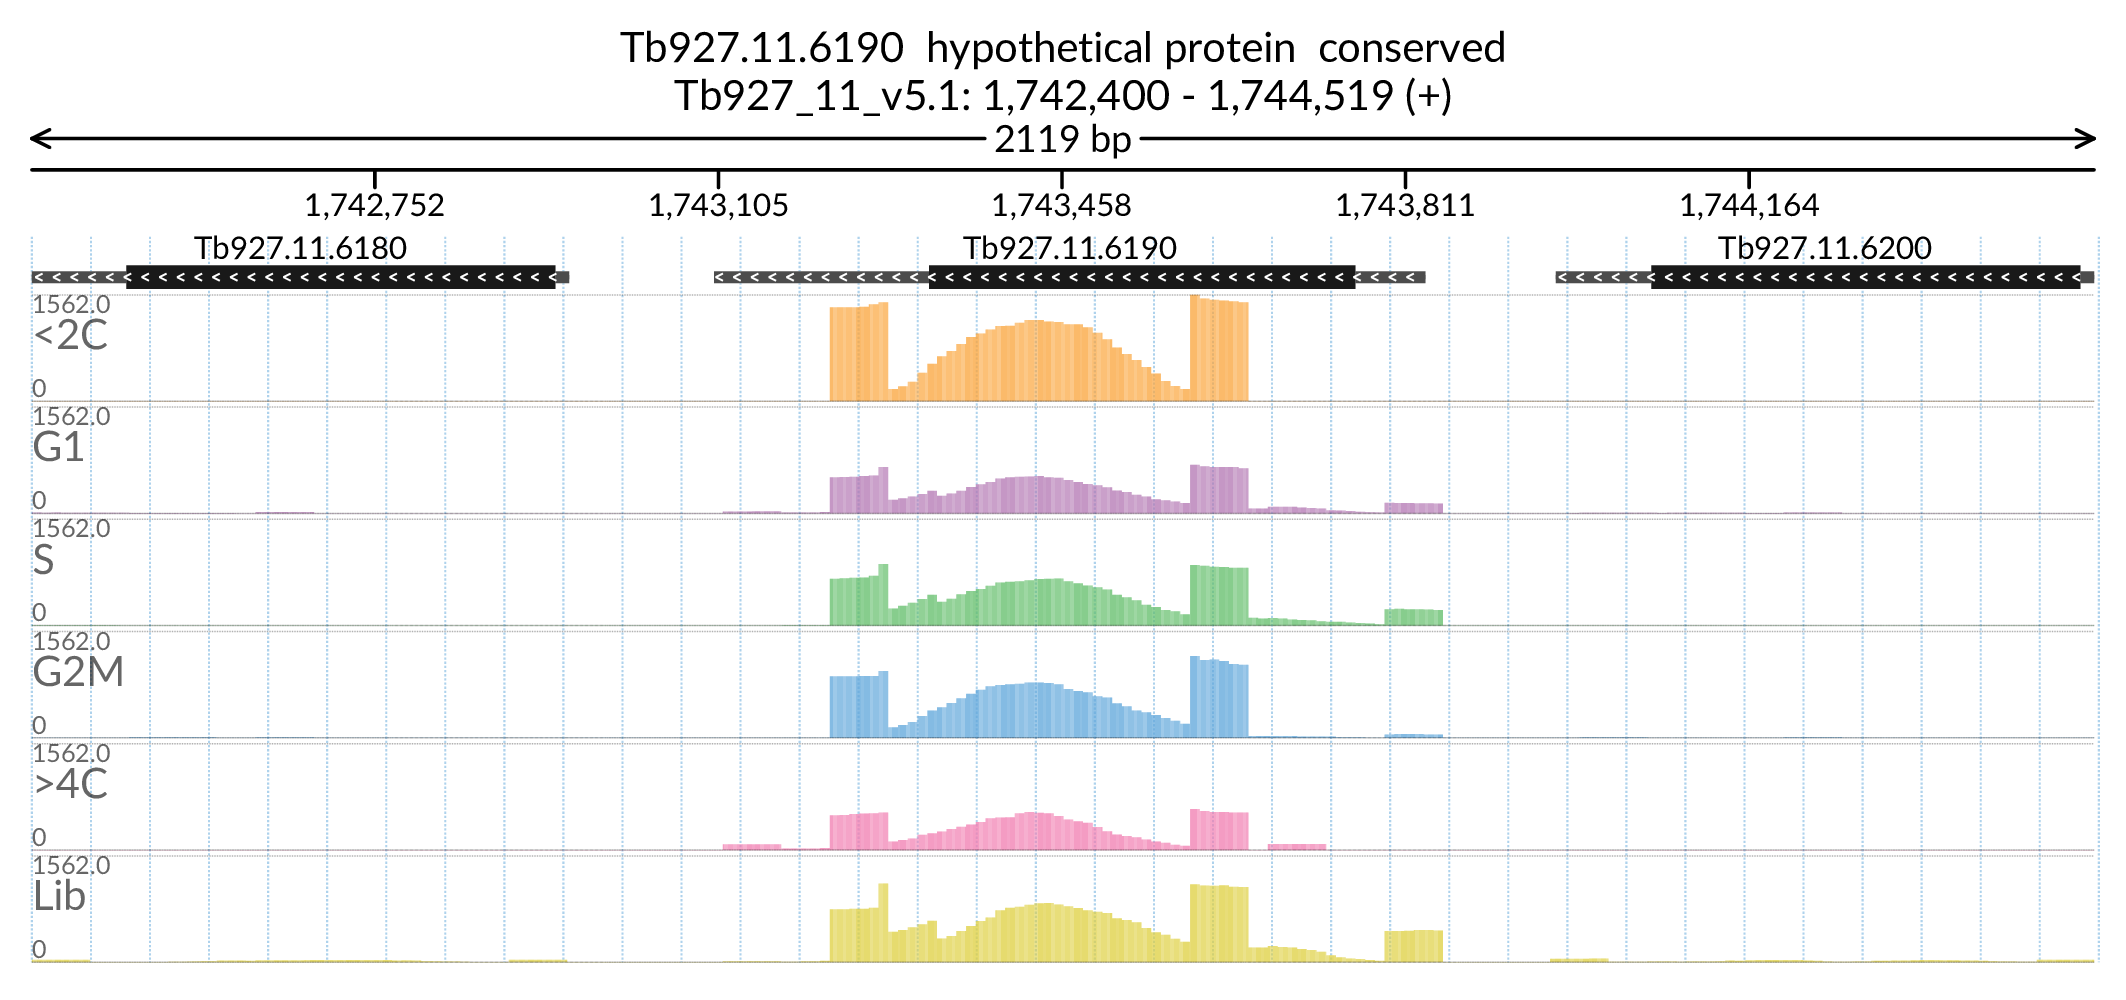 Tb927.11.6190  hypothetical protein  conserved
Tb927_11_v5.1: 1,742,400 - 1,744,519 (+)
2119 bp
1,742,752 1,743,105 1,743,458 1,743,811 1,744,164
Tb927.11.6180 Tb927.11.6190 Tb927.11.6200
1562.0
<2C
0
1562.0
G1
0
1562.0
S
0
1562.0
G2M
0
1562.0
>4C
0
1562.0
Lib
0